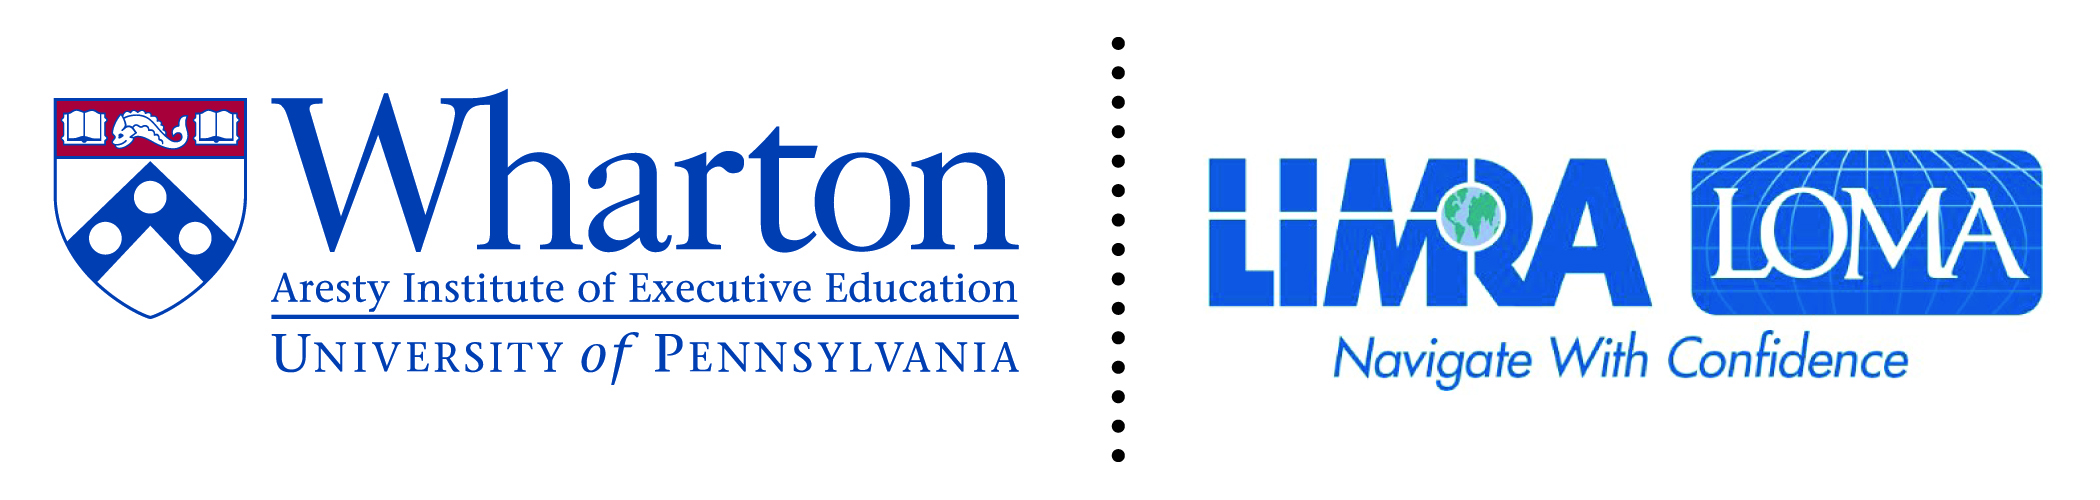 Wharton
Aresty Institute of Executive Education
UNIVERSITY of PENNSYLVANIA
LIMRA LOMA
Navigate With Confidence